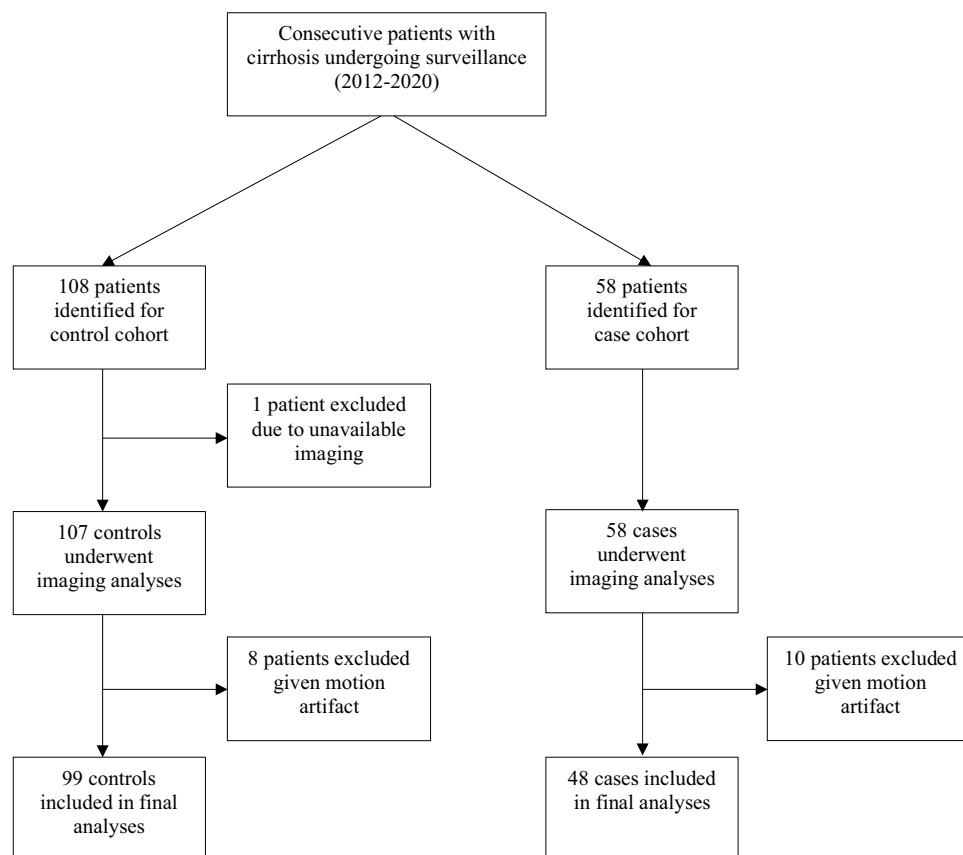 Consecutive patients with
cirrhosis undergoing surveillance
(2012-2020)
108 patients
identified for
control cohort
58 patients
identified for
case cohort
1 patient excluded
due to unavailable
imaging
107 controls
underwent
imaging analyses
58 cases
underwent
imaging analyses
8 patients excluded
given motion
artifact
10 patients excluded
given motion
artifact
99 controls
included in final
analyses
48 cases included
in final analyses